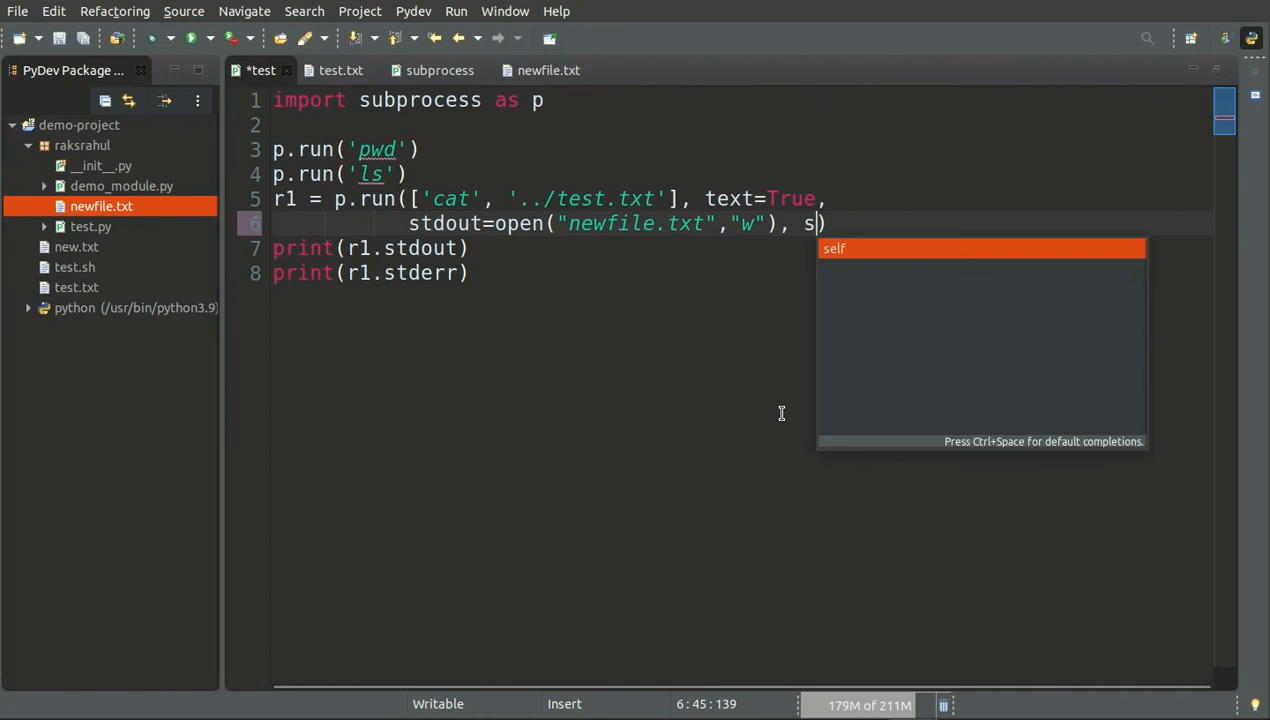 File Edit Refactoring Source Navigate Search Project Pydev Run Window Help
PyDev Package ...
*test test.txt subprocess newfile.txt
demo-project
raksrahul
__init__.py
demo_module.py
newfile.txt
test.py
new.txt
test.sh
test.txt
python (/usr/bin/python3.9)
1 import subprocess as p
2
3 p.run('pwd')
4 p.run('ls')
5 r1 = p.run(['cat', '../test.txt'], text=True,
6 stdout=open("newfile.txt","w"), s)
7 print(r1.stdout)
8 print(r1.stderr)
self
Press Ctrl+Space for default completions.
Writable Insert 6:45:139 179M of 211M